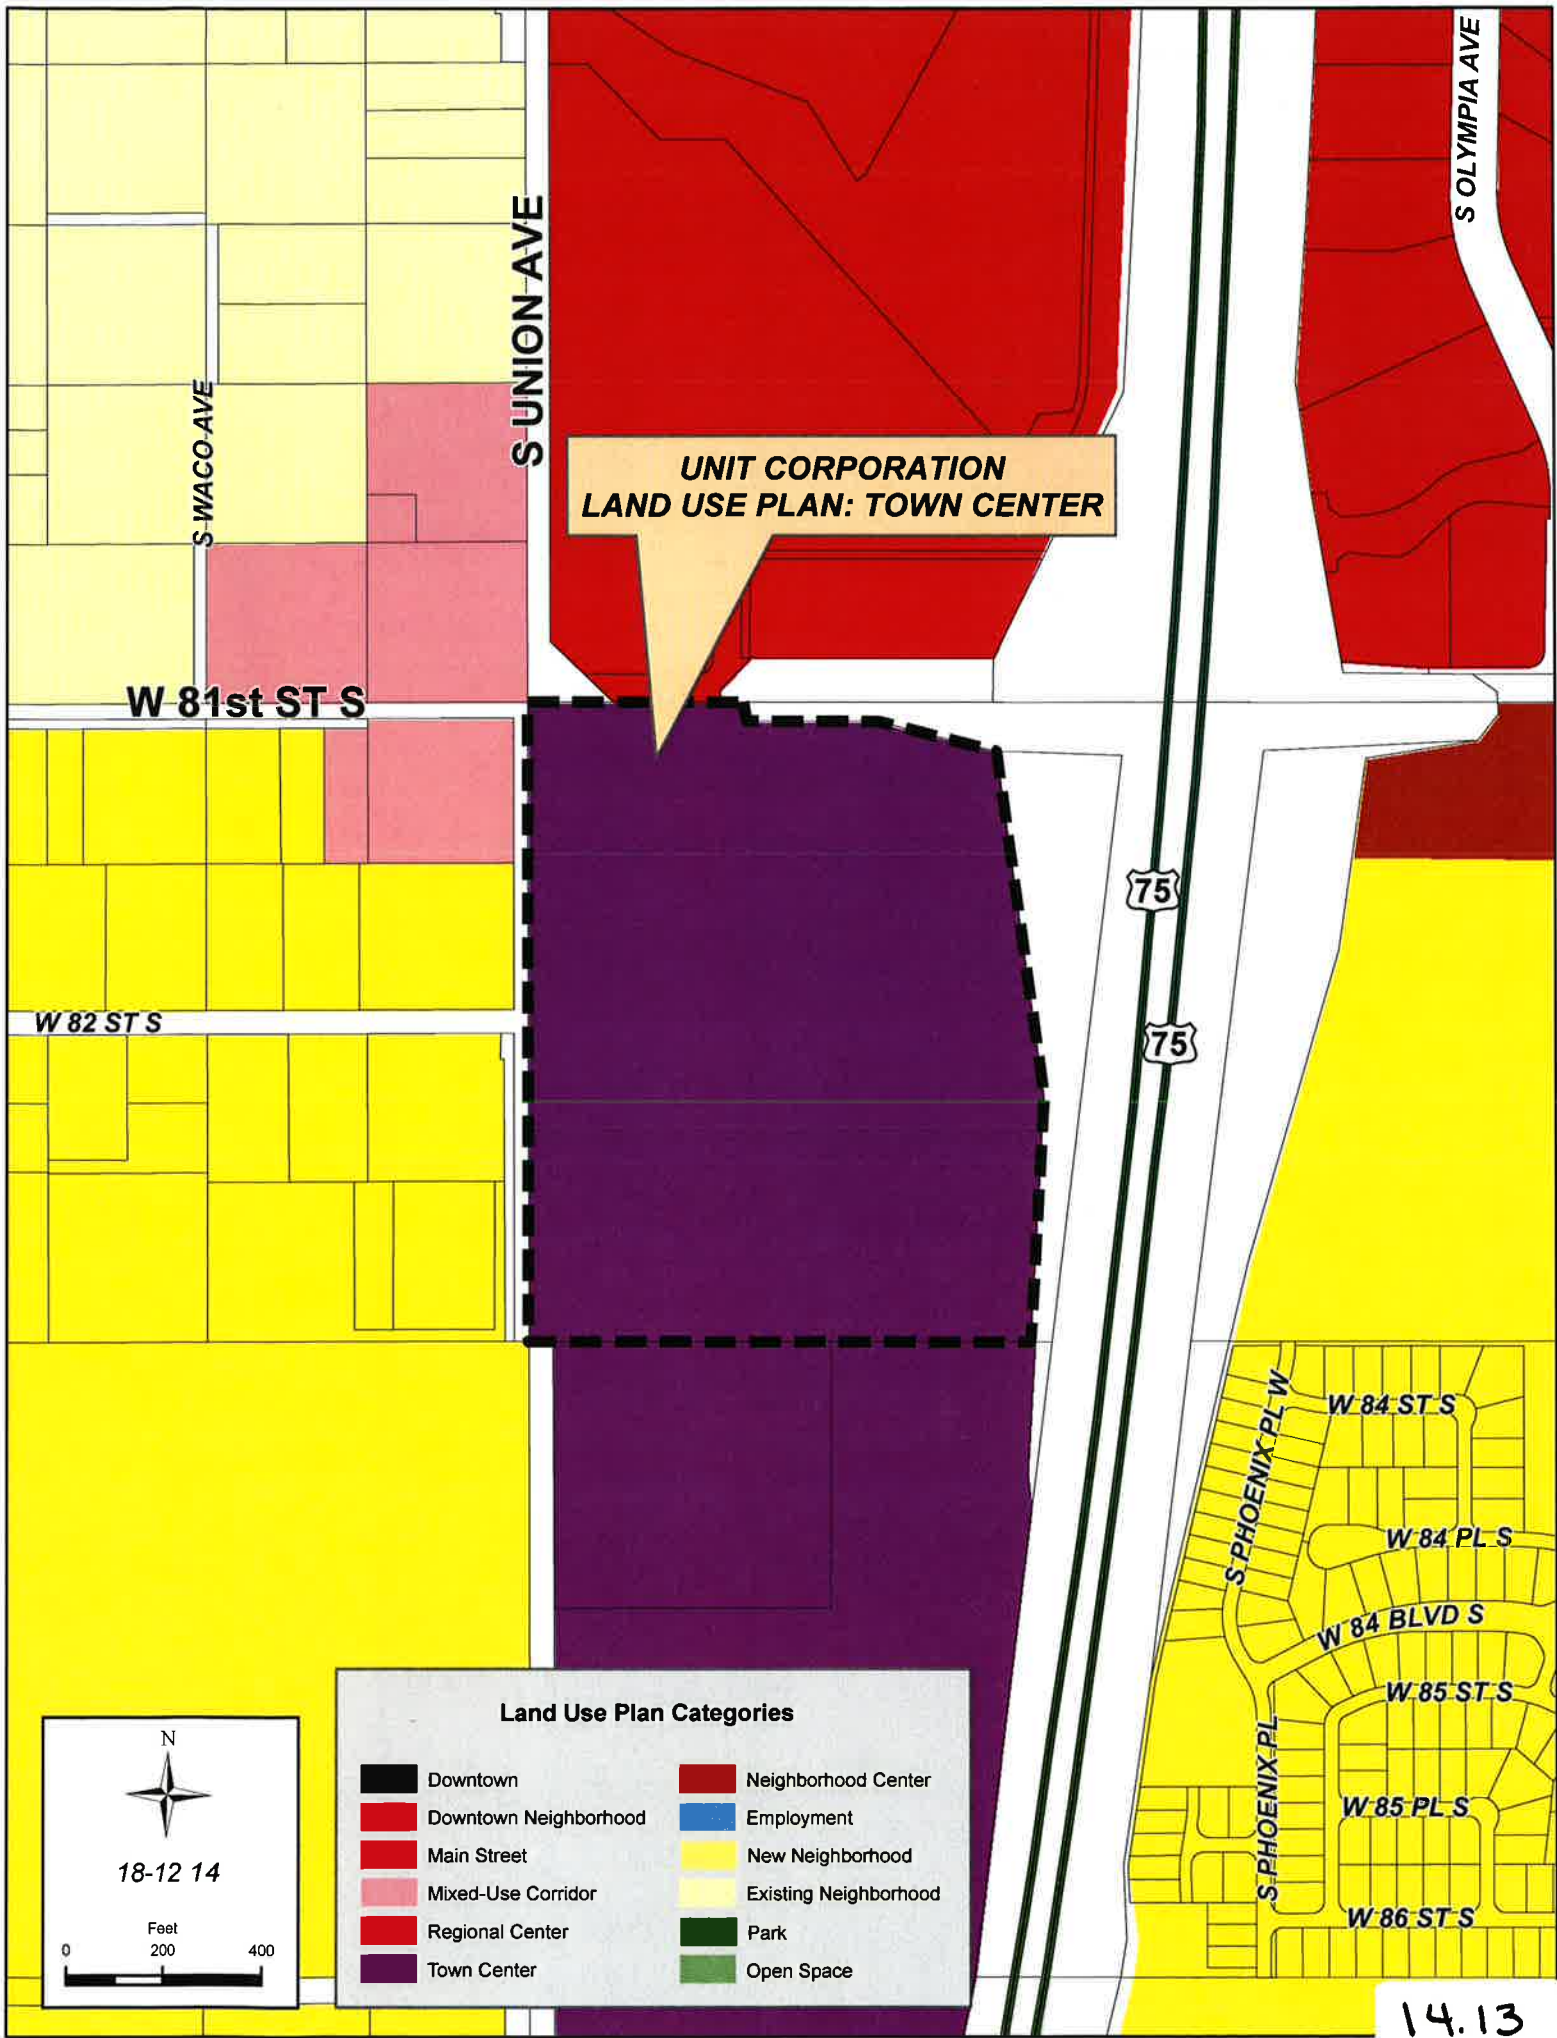 S OLYMPIA AVE
S UNION AVE
S WACO AVE
UNIT CORPORATION
LAND USE PLAN: TOWN CENTER
W 81st ST S
75
W 82 ST S
75
W 84 ST S
S PHOENIX PL W
W 84 PL S
W 84 BLVD S
W 85 ST S
S PHOENIX PL
W 85 PL S
W 86 ST S
Land Use Plan Categories
Downtown
Downtown Neighborhood
Main Street
Mixed-Use Corridor
Regional Center
Town Center
Neighborhood Center
Employment
New Neighborhood
Existing Neighborhood
Park
Open Space
N
18-12 14
Feet
0 200 400
14.13